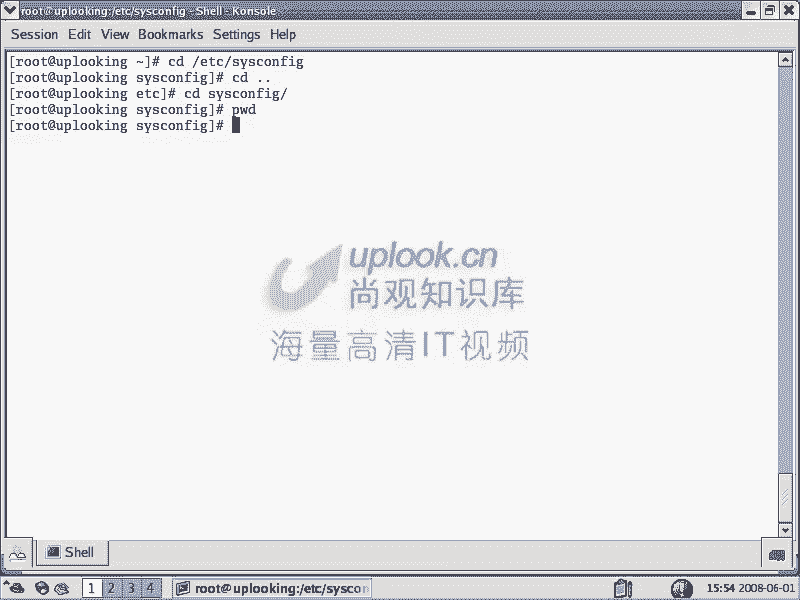 root@uplooking:/etc/sysconfig - Shell - Konsole
Session Edit View Bookmarks Settings Help
[root@uplooking ~]# cd /etc/sysconfig
[root@uplooking sysconfig]# cd ..
[root@uplooking etc]# cd sysconfig/
[root@uplooking sysconfig]# pwd
[root@uplooking sysconfig]#
uplook.cn
尚观知识库
海量高清IT视频
Shell
1 2 3 4 root@uplooking:/etc/syscon 15:54 2008-06-01